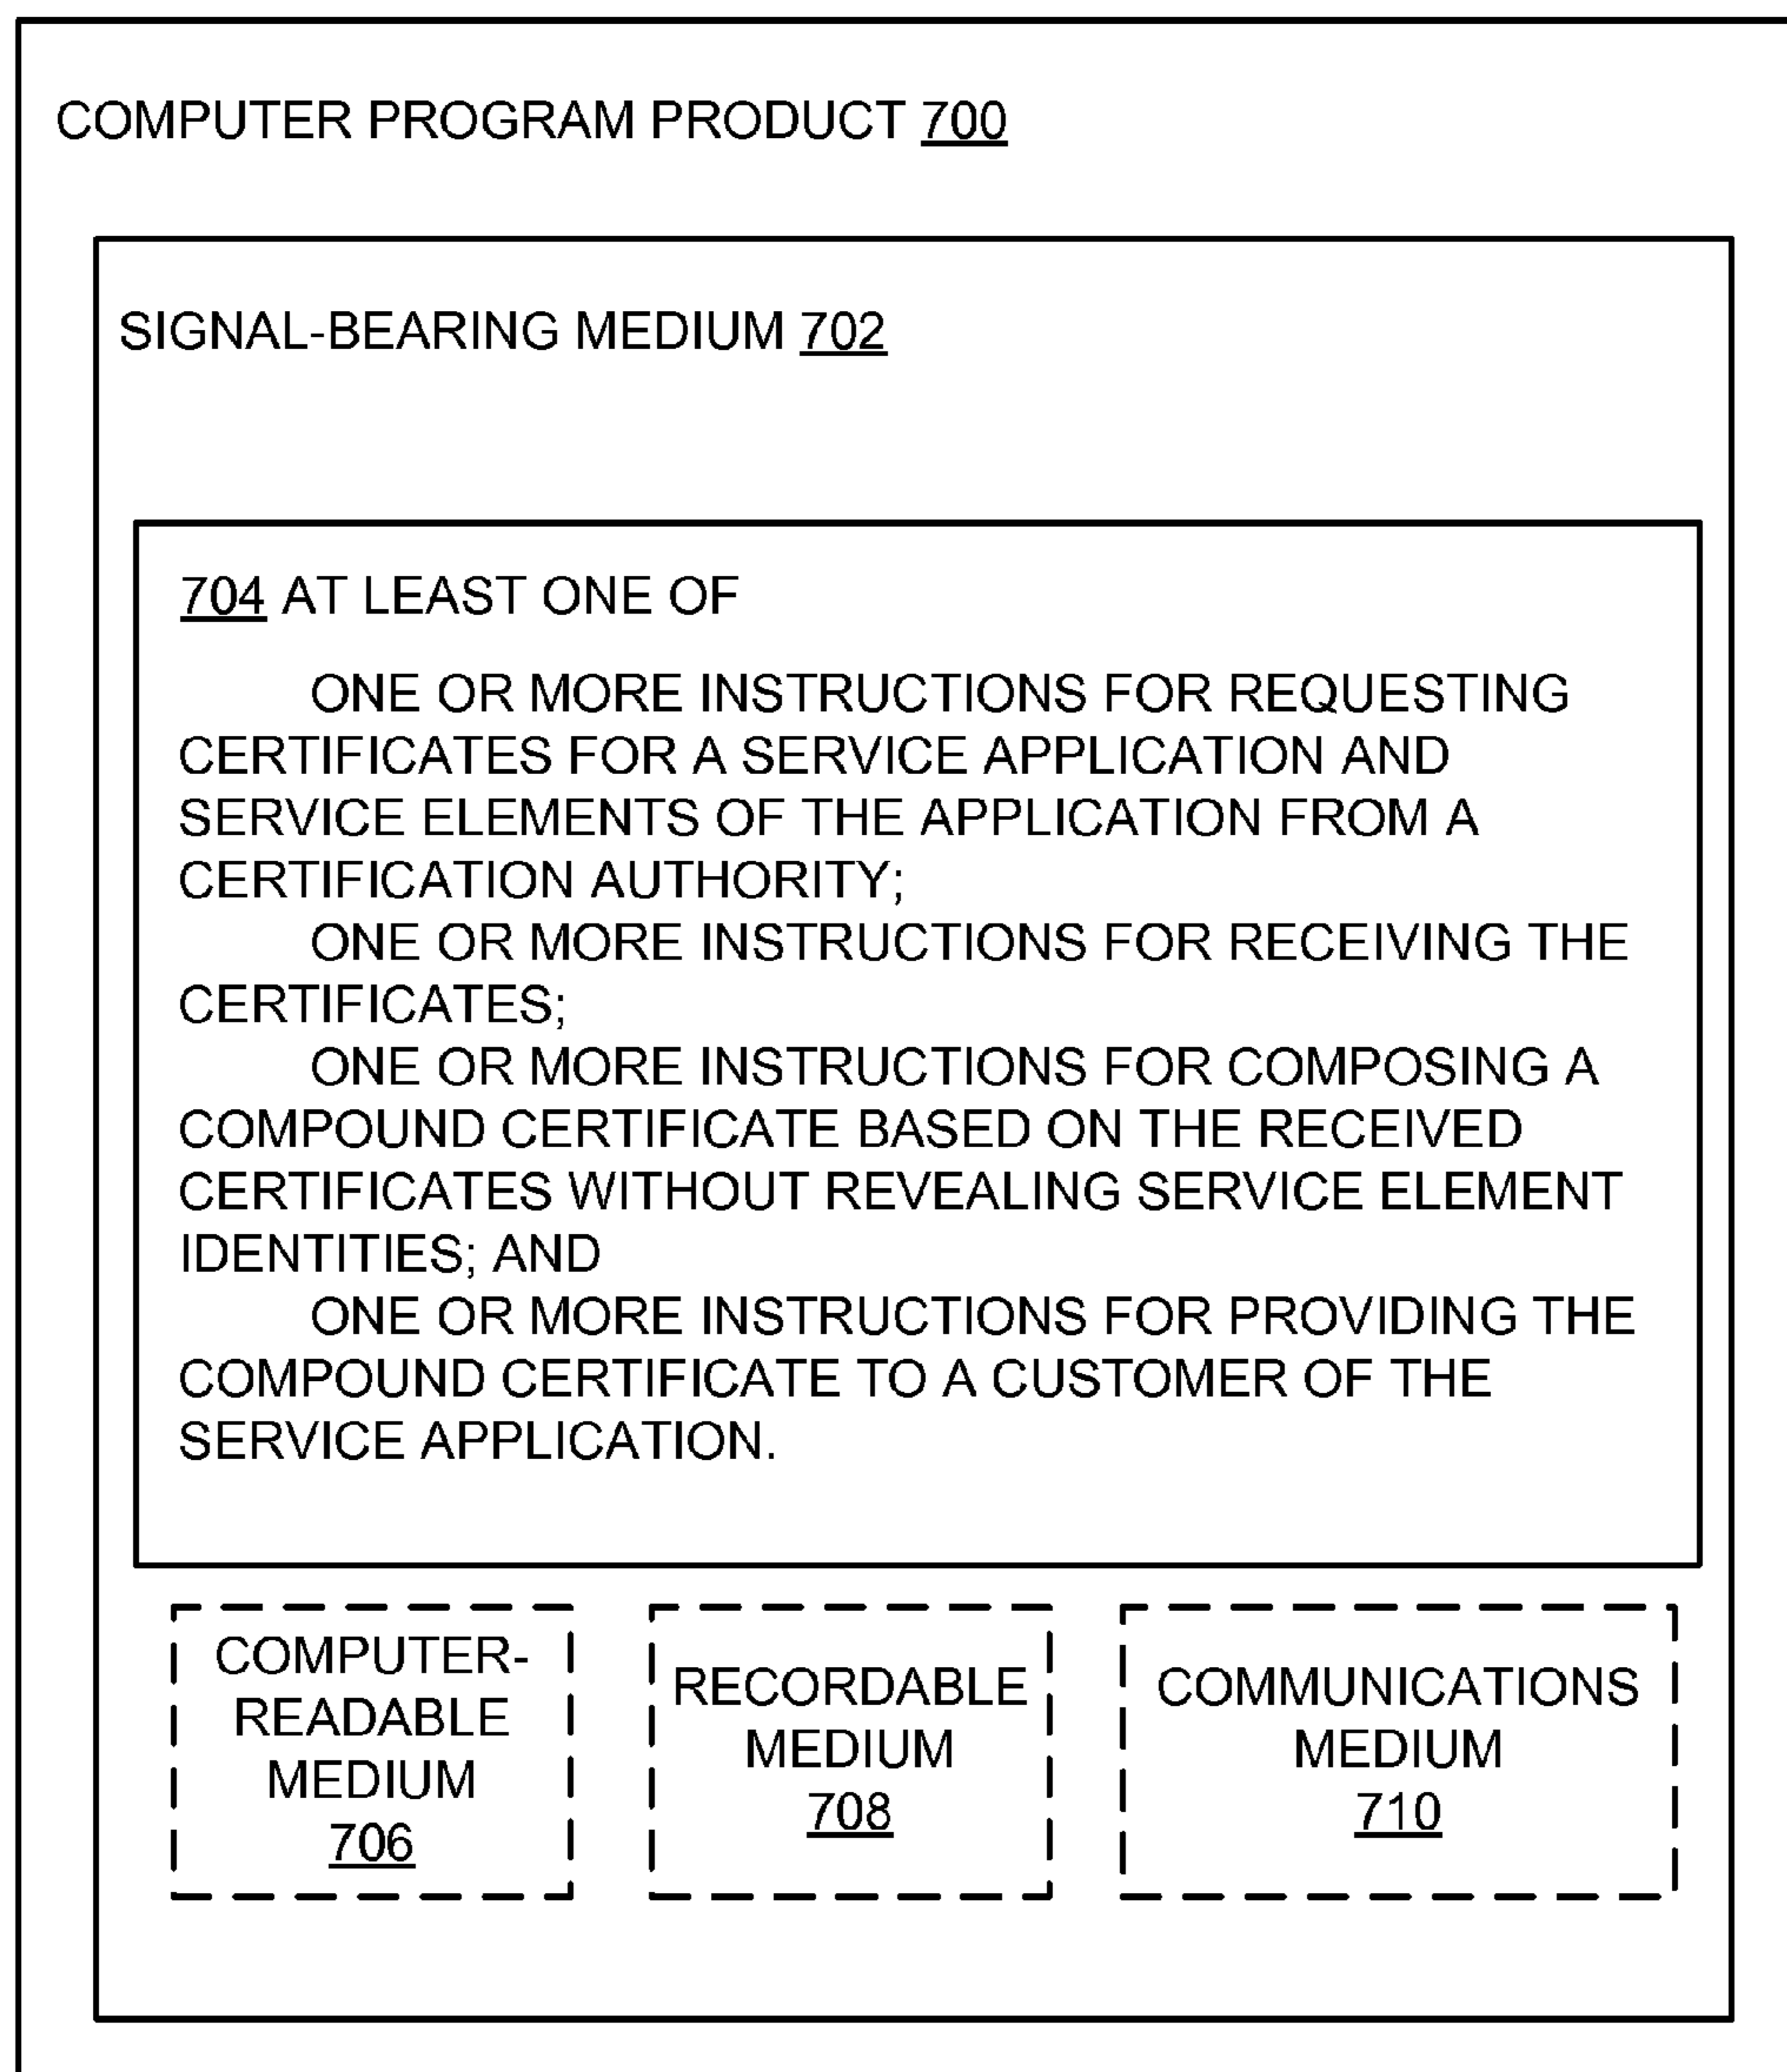 COMPUTER PROGRAM PRODUCT 700
SIGNAL-BEARING MEDIUM 702
704 AT LEAST ONE OF
ONE OR MORE INSTRUCTIONS FOR REQUESTING
CERTIFICATES FOR A SERVICE APPLICATION AND
SERVICE ELEMENTS OF THE APPLICATION FROM A
CERTIFICATION AUTHORITY;
ONE OR MORE INSTRUCTIONS FOR RECEIVING THE
CERTIFICATES;
ONE OR MORE INSTRUCTIONS FOR COMPOSING A
COMPOUND CERTIFICATE BASED ON THE RECEIVED
CERTIFICATES WITHOUT REVEALING SERVICE ELEMENT
IDENTITIES; AND
ONE OR MORE INSTRUCTIONS FOR PROVIDING THE
COMPOUND CERTIFICATE TO A CUSTOMER OF THE
SERVICE APPLICATION.
COMPUTER-
READABLE
MEDIUM
706
RECORDABLE
MEDIUM
708
COMMUNICATIONS
MEDIUM
710